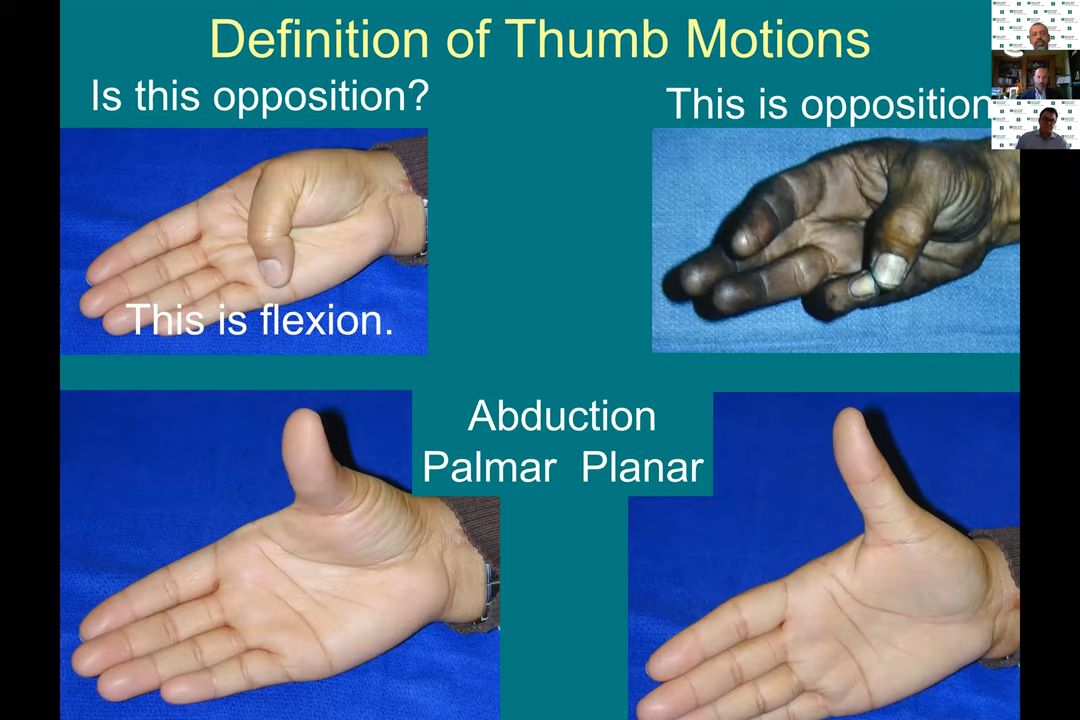 Definition of Thumb Motions
Is this opposition?
This is opposition
This is flexion.
Abduction
Palmar Planar